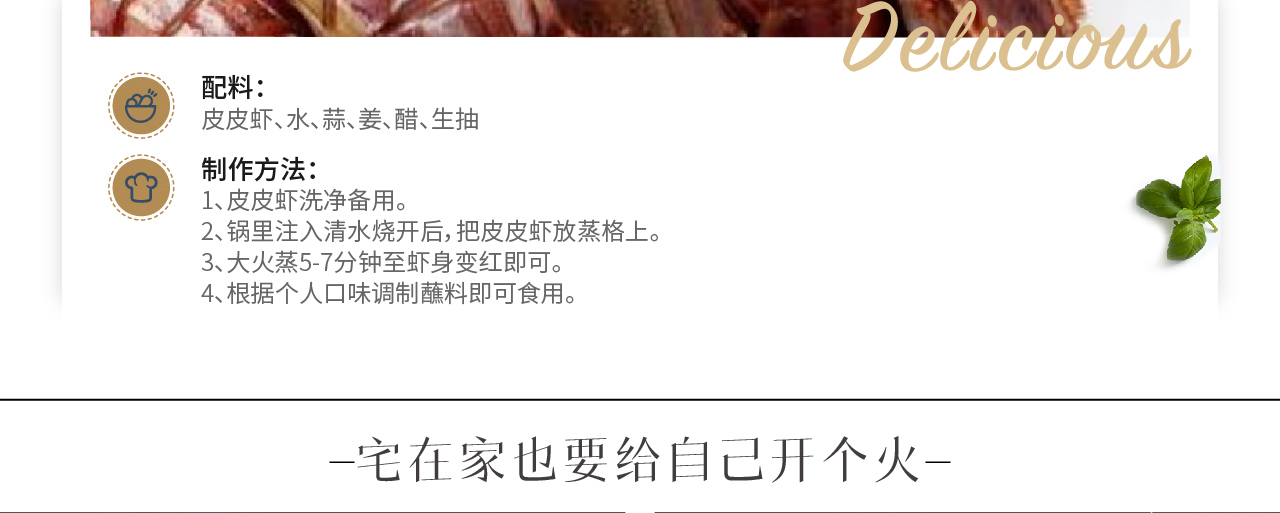 Delicious
配料：
皮皮虾、水、蒜、姜、醋、生抽
制作方法：
1、皮皮虾洗净备用。
2、锅里注入清水烧开后，把皮皮虾放蒸格上。
3、大火蒸5-7分钟至虾身变红即可。
4、根据个人口味调制蘸料即可食用。
—宅在家也要给自己开个火—